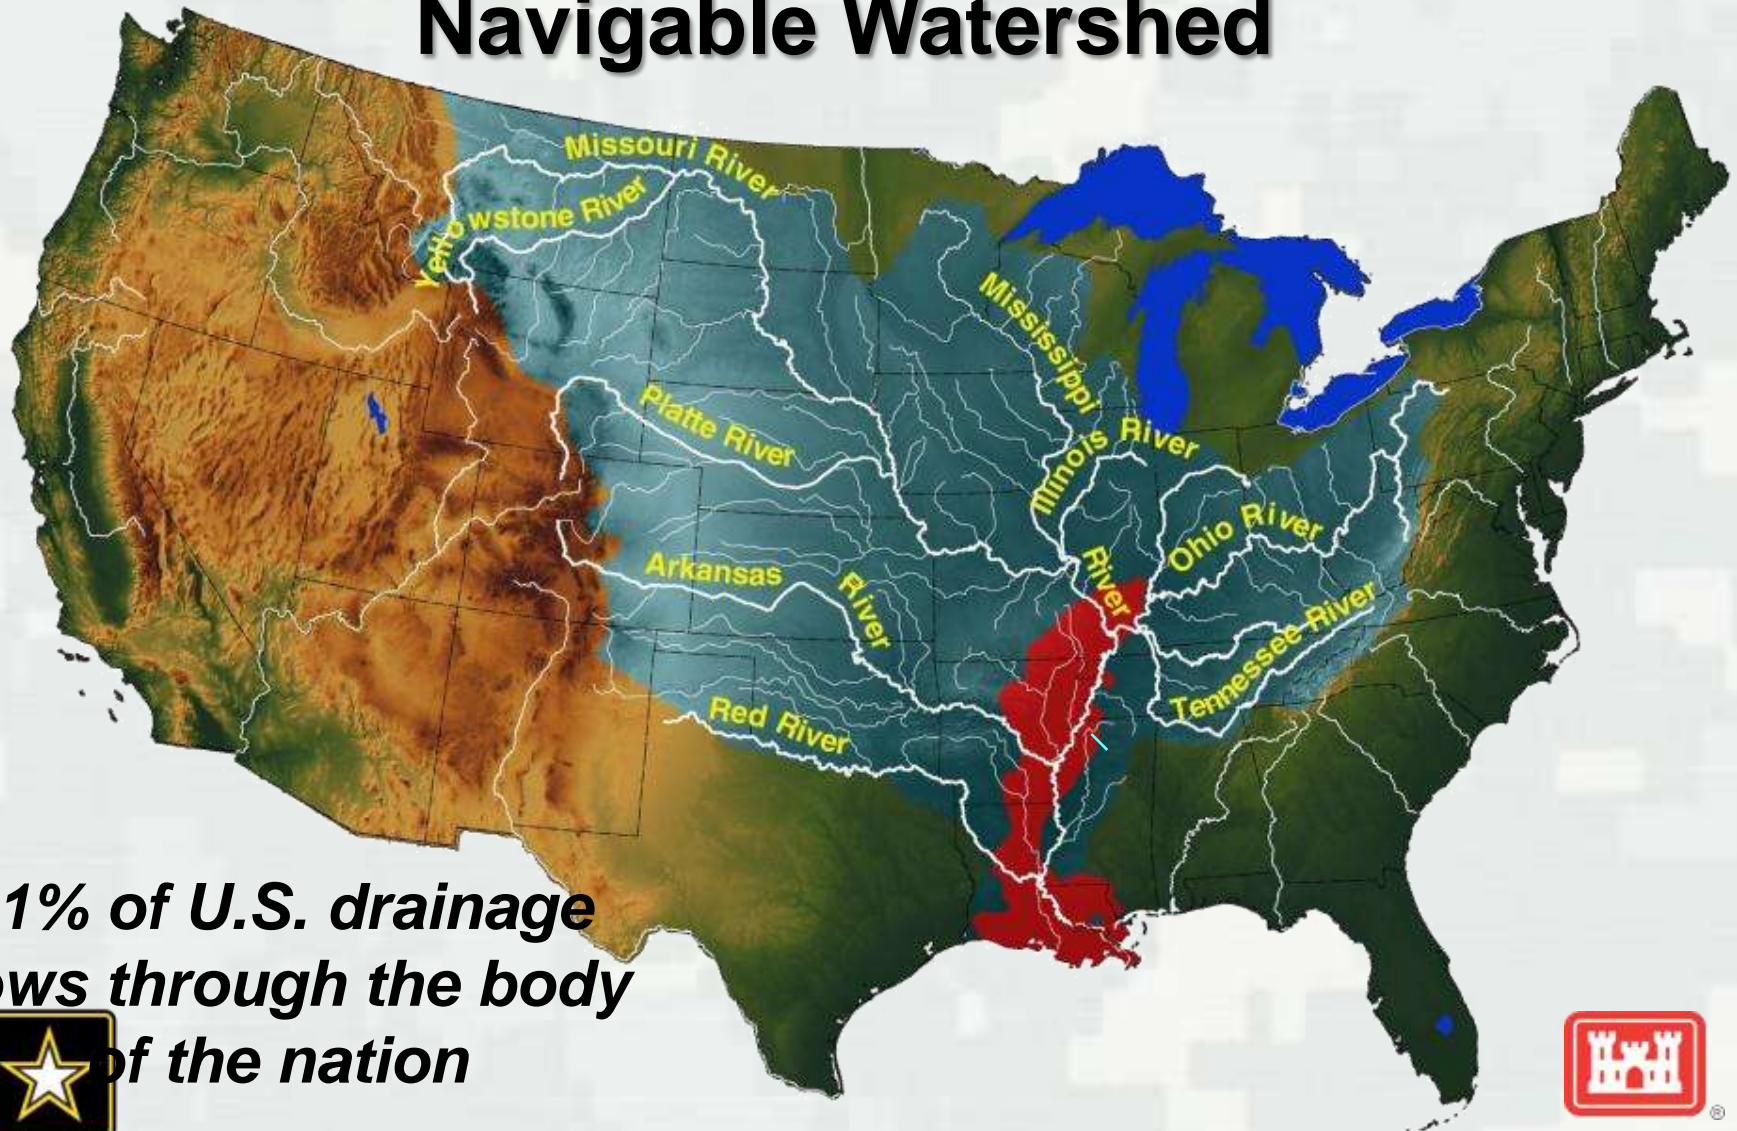 Navigable Watershed
Missouri River
Yellowstone River
Mississippi
River
Platte River
Illinois River
Ohio River
Arkansas
River
Tennessee River
Red River
1% of U.S. drainage
ows through the body
of the nation
®